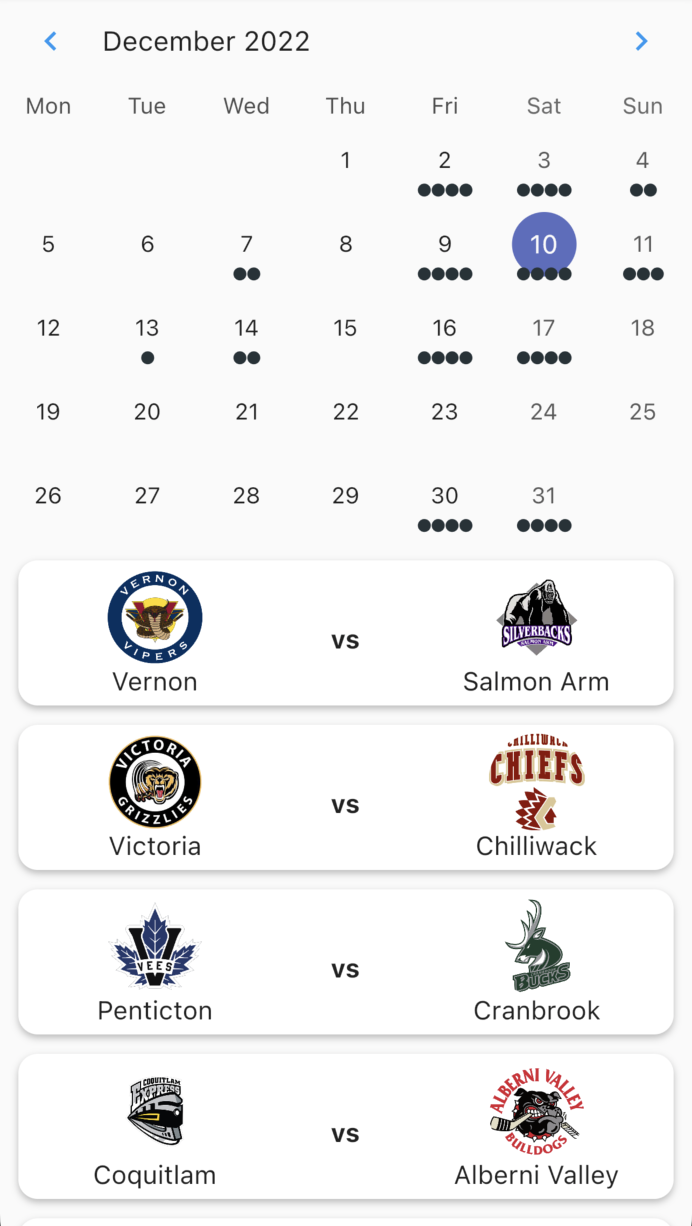 December 2022
Mon Tue Wed Thu Fri Sat Sun
1 2 3 4
5 6 7 8 9 10 11
12 13 14 15 16 17 18
19 20 21 22 23 24 25
26 27 28 29 30 31
VERNON
VIPERS
Vernon
vs
SILVERBACKS
SALMON ARM
Salmon Arm
VICTORIA
GRIZZLIES
Victoria
vs
CHILLIWACK
CHIEFS
Chilliwack
V
VEES
Penticton
vs
BUCKS
Cranbrook
COQUITLAM
EXPRESS
Coquitlam
vs
ALBERNI VALLEY
BULLDOGS
Alberni Valley